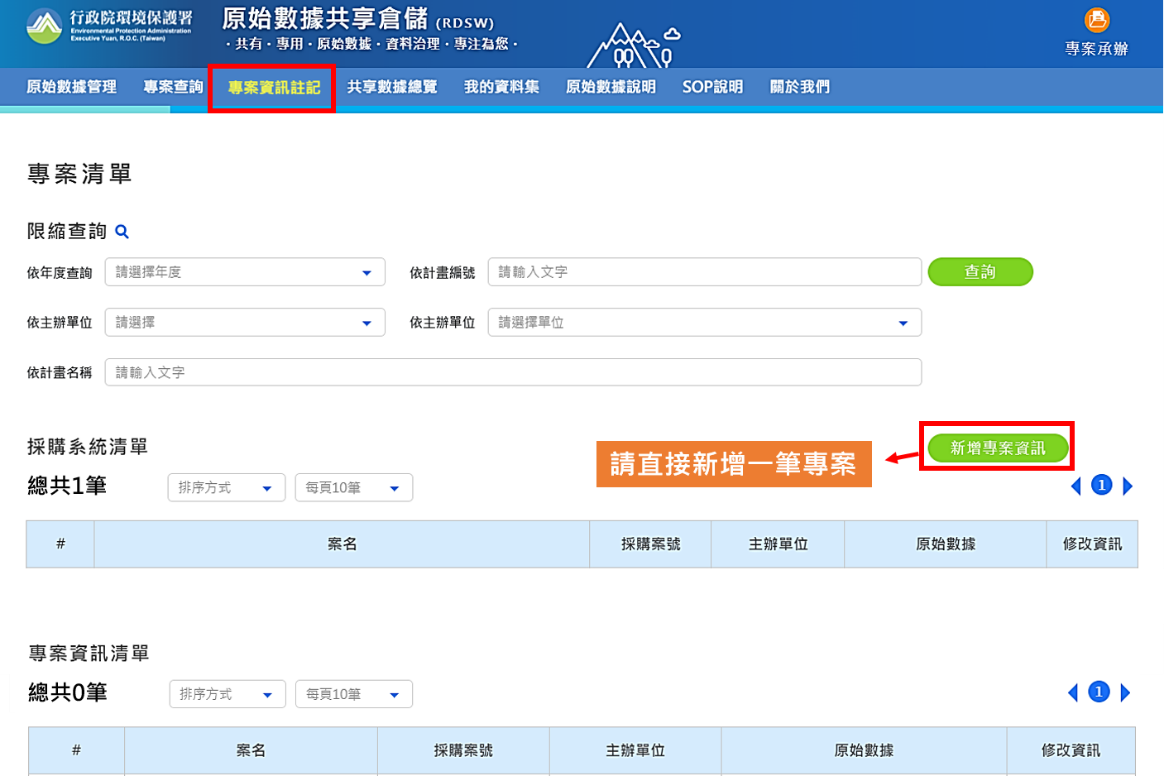 行政院環境保護署
Environmental Protection Administration
Executive Yuan, R.O.C. (Taiwan)
原始數據共享倉儲 (RDSW)
・共有・專用・原始數據・資料治理・專注為您・
專案承辦
原始數據管理 專案查詢 專案資訊註記 共享數據總覽 我的資料集 原始數據說明 SOP說明 關於我們
專案清單
限縮查詢
依年度查詢 請選擇年度 依計畫編號 請輸入文字 查詢
依主辦單位 請選擇 依主辦單位 請選擇單位
依計畫名稱 請輸入文字
採購系統清單 請直接新增一筆專案 新增專案資訊
總共1筆 排序方式 每頁10筆 1
# 案名 採購案號 主辦單位 原始數據 修改資訊
專案資訊清單
總共0筆 排序方式 每頁10筆 1
# 案名 採購案號 主辦單位 原始數據 修改資訊